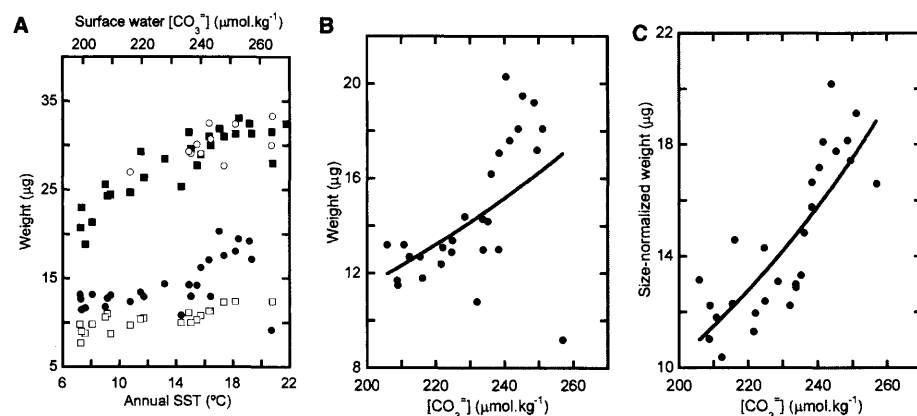 A
Surface water [CO₃⁼] (μmol.kg⁻¹)
200 220 240 260
Weight (μg)
35
25
15
5
6 10 14 18 22
Annual SST (ºC)
B
Weight (μg)
20
16
12
8
200 220 240 260
[CO₃⁼] (μmol.kg⁻¹)
C
Size-normalized weight (μg)
22
18
14
10
200 220 240 260
[CO₃⁼] (μmol.kg⁻¹)